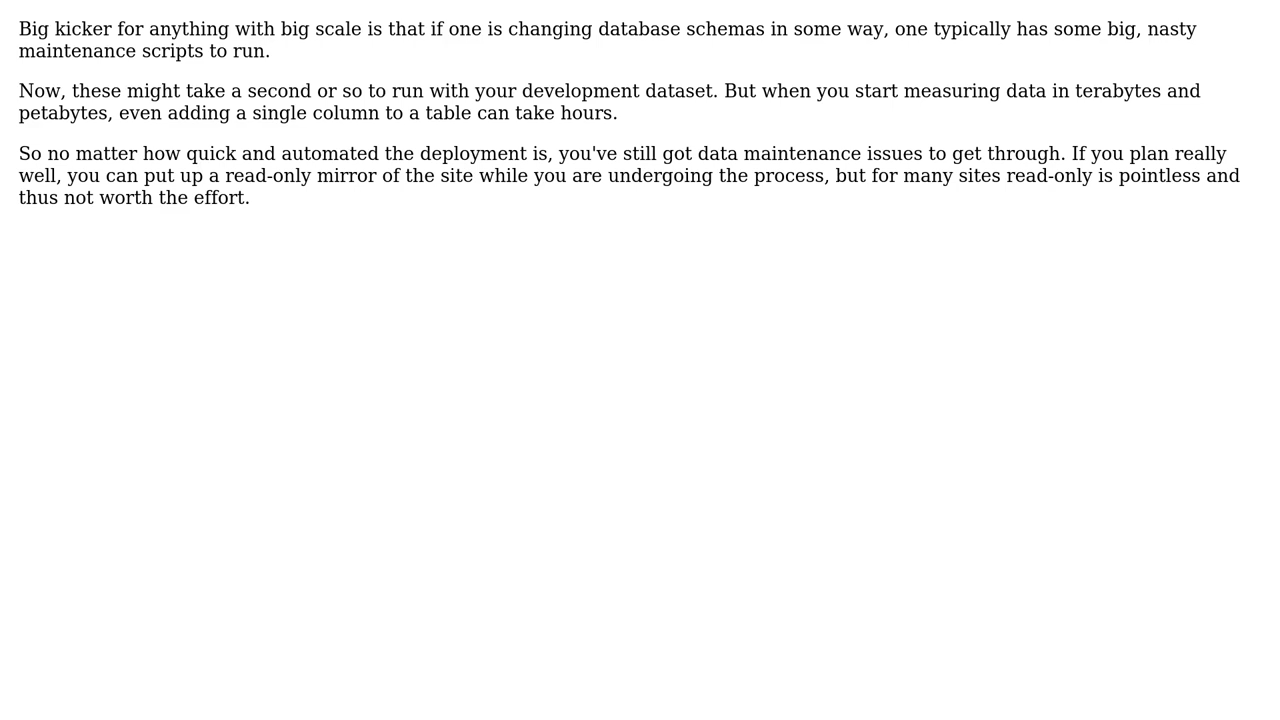 Big kicker for anything with big scale is that if one is changing database schemas in some way, one typically has some big, nasty
maintenance scripts to run.
Now, these might take a second or so to run with your development dataset. But when you start measuring data in terabytes and
petabytes, even adding a single column to a table can take hours.
So no matter how quick and automated the deployment is, you've still got data maintenance issues to get through. If you plan really
well, you can put up a read-only mirror of the site while you are undergoing the process, but for many sites read-only is pointless and
thus not worth the effort.